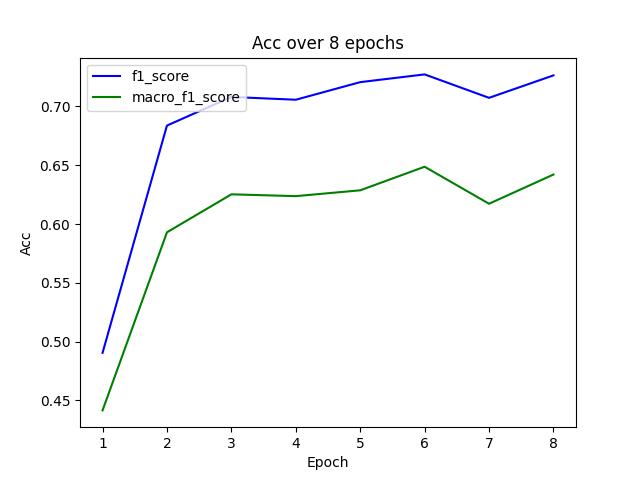 Acc over 8 epochs
f1_score
macro_f1_score
0.70
0.65
0.60
0.55
0.50
0.45
Acc
1 2 3 4 5 6 7 8
Epoch